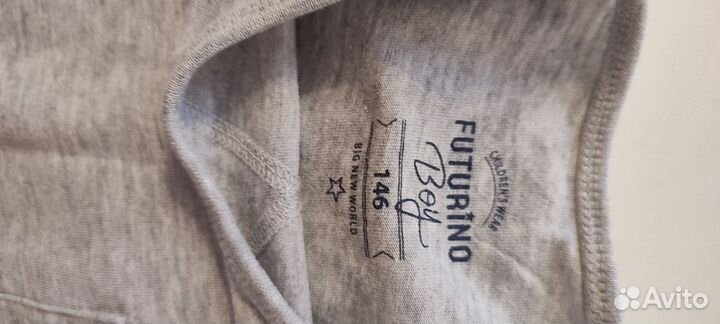 CHILDREN'S WEAR
FUTURINO
Boy
146
BIG NEW WORLD
Avito